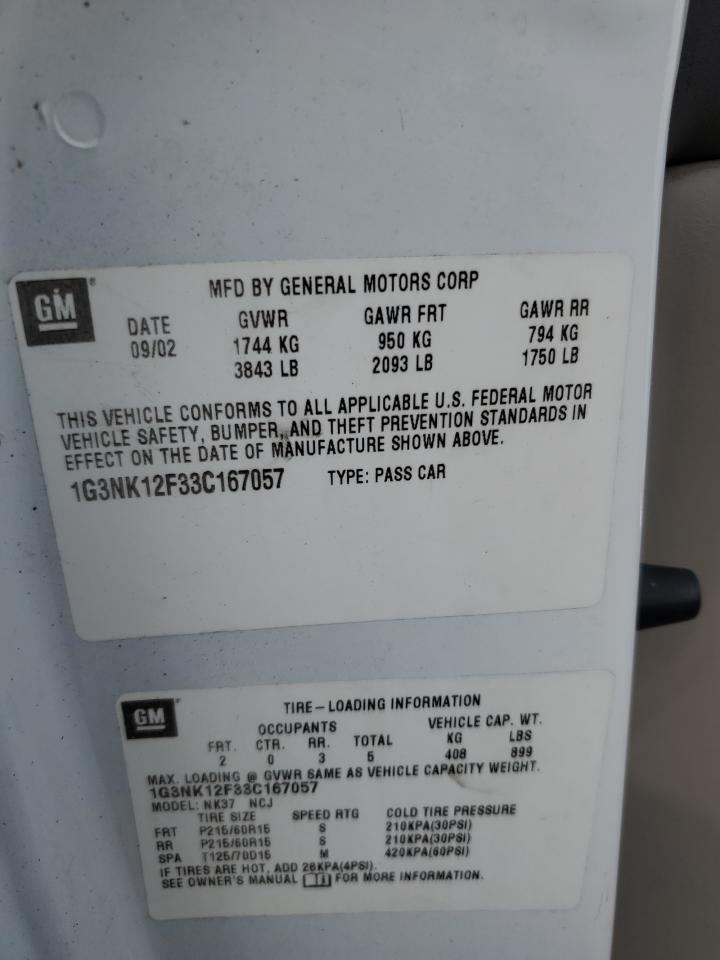 GM
MFD BY GENERAL MOTORS CORP
DATE GVWR GAWR FRT GAWR RR
09/02 1744 KG 950 KG 794 KG
3843 LB 2093 LB 1750 LB
THIS VEHICLE CONFORMS TO ALL APPLICABLE U.S. FEDERAL MOTOR
VEHICLE SAFETY, BUMPER, AND THEFT PREVENTION STANDARDS IN
EFFECT ON THE DATE OF MANUFACTURE SHOWN ABOVE.
1G3NK12F33C167057 TYPE: PASS CAR
GM
TIRE-LOADING INFORMATION
OCCUPANTS VEHICLE CAP. WT.
FRT. CTR. RR. TOTAL KG LBS
2 0 3 5 408 899
MAX. LOADING @ GVWR SAME AS VEHICLE CAPACITY WEIGHT.
1G3NK12F33C167057
MODEL: NK37 NCJ
TIRE SIZE SPEED RTG COLD TIRE PRESSURE
FRT P215/60R15 S 210KPA(30PSI)
RR P215/60R15 S 210KPA(30PSI)
SPA T125/70D15 M 420KPA(60PSI)
IF TIRES ARE HOT, ADD 28KPA(4PSI).
SEE OWNER'S MANUAL FOR MORE INFORMATION.